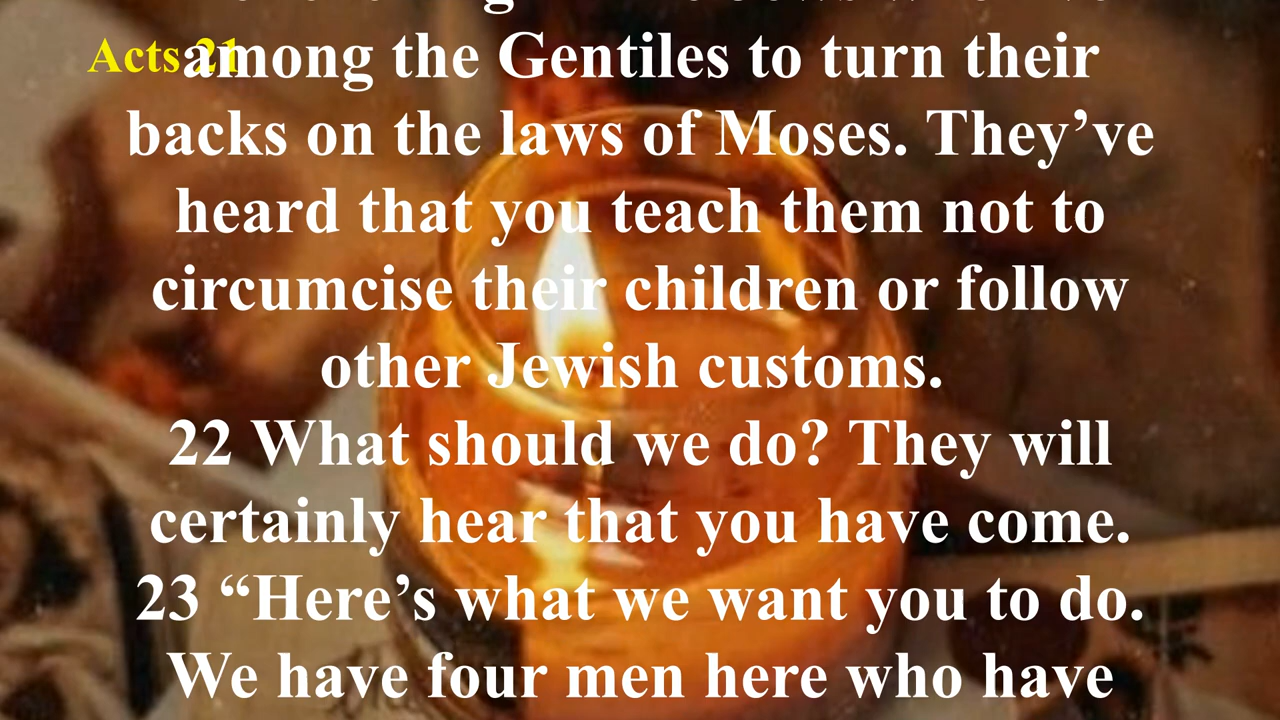 Acts 21
among the Gentiles to turn their
backs on the laws of Moses. They’ve
heard that you teach them not to
circumcise their children or follow
other Jewish customs.
22 What should we do? They will
certainly hear that you have come.
23 “Here’s what we want you to do.
We have four men here who have